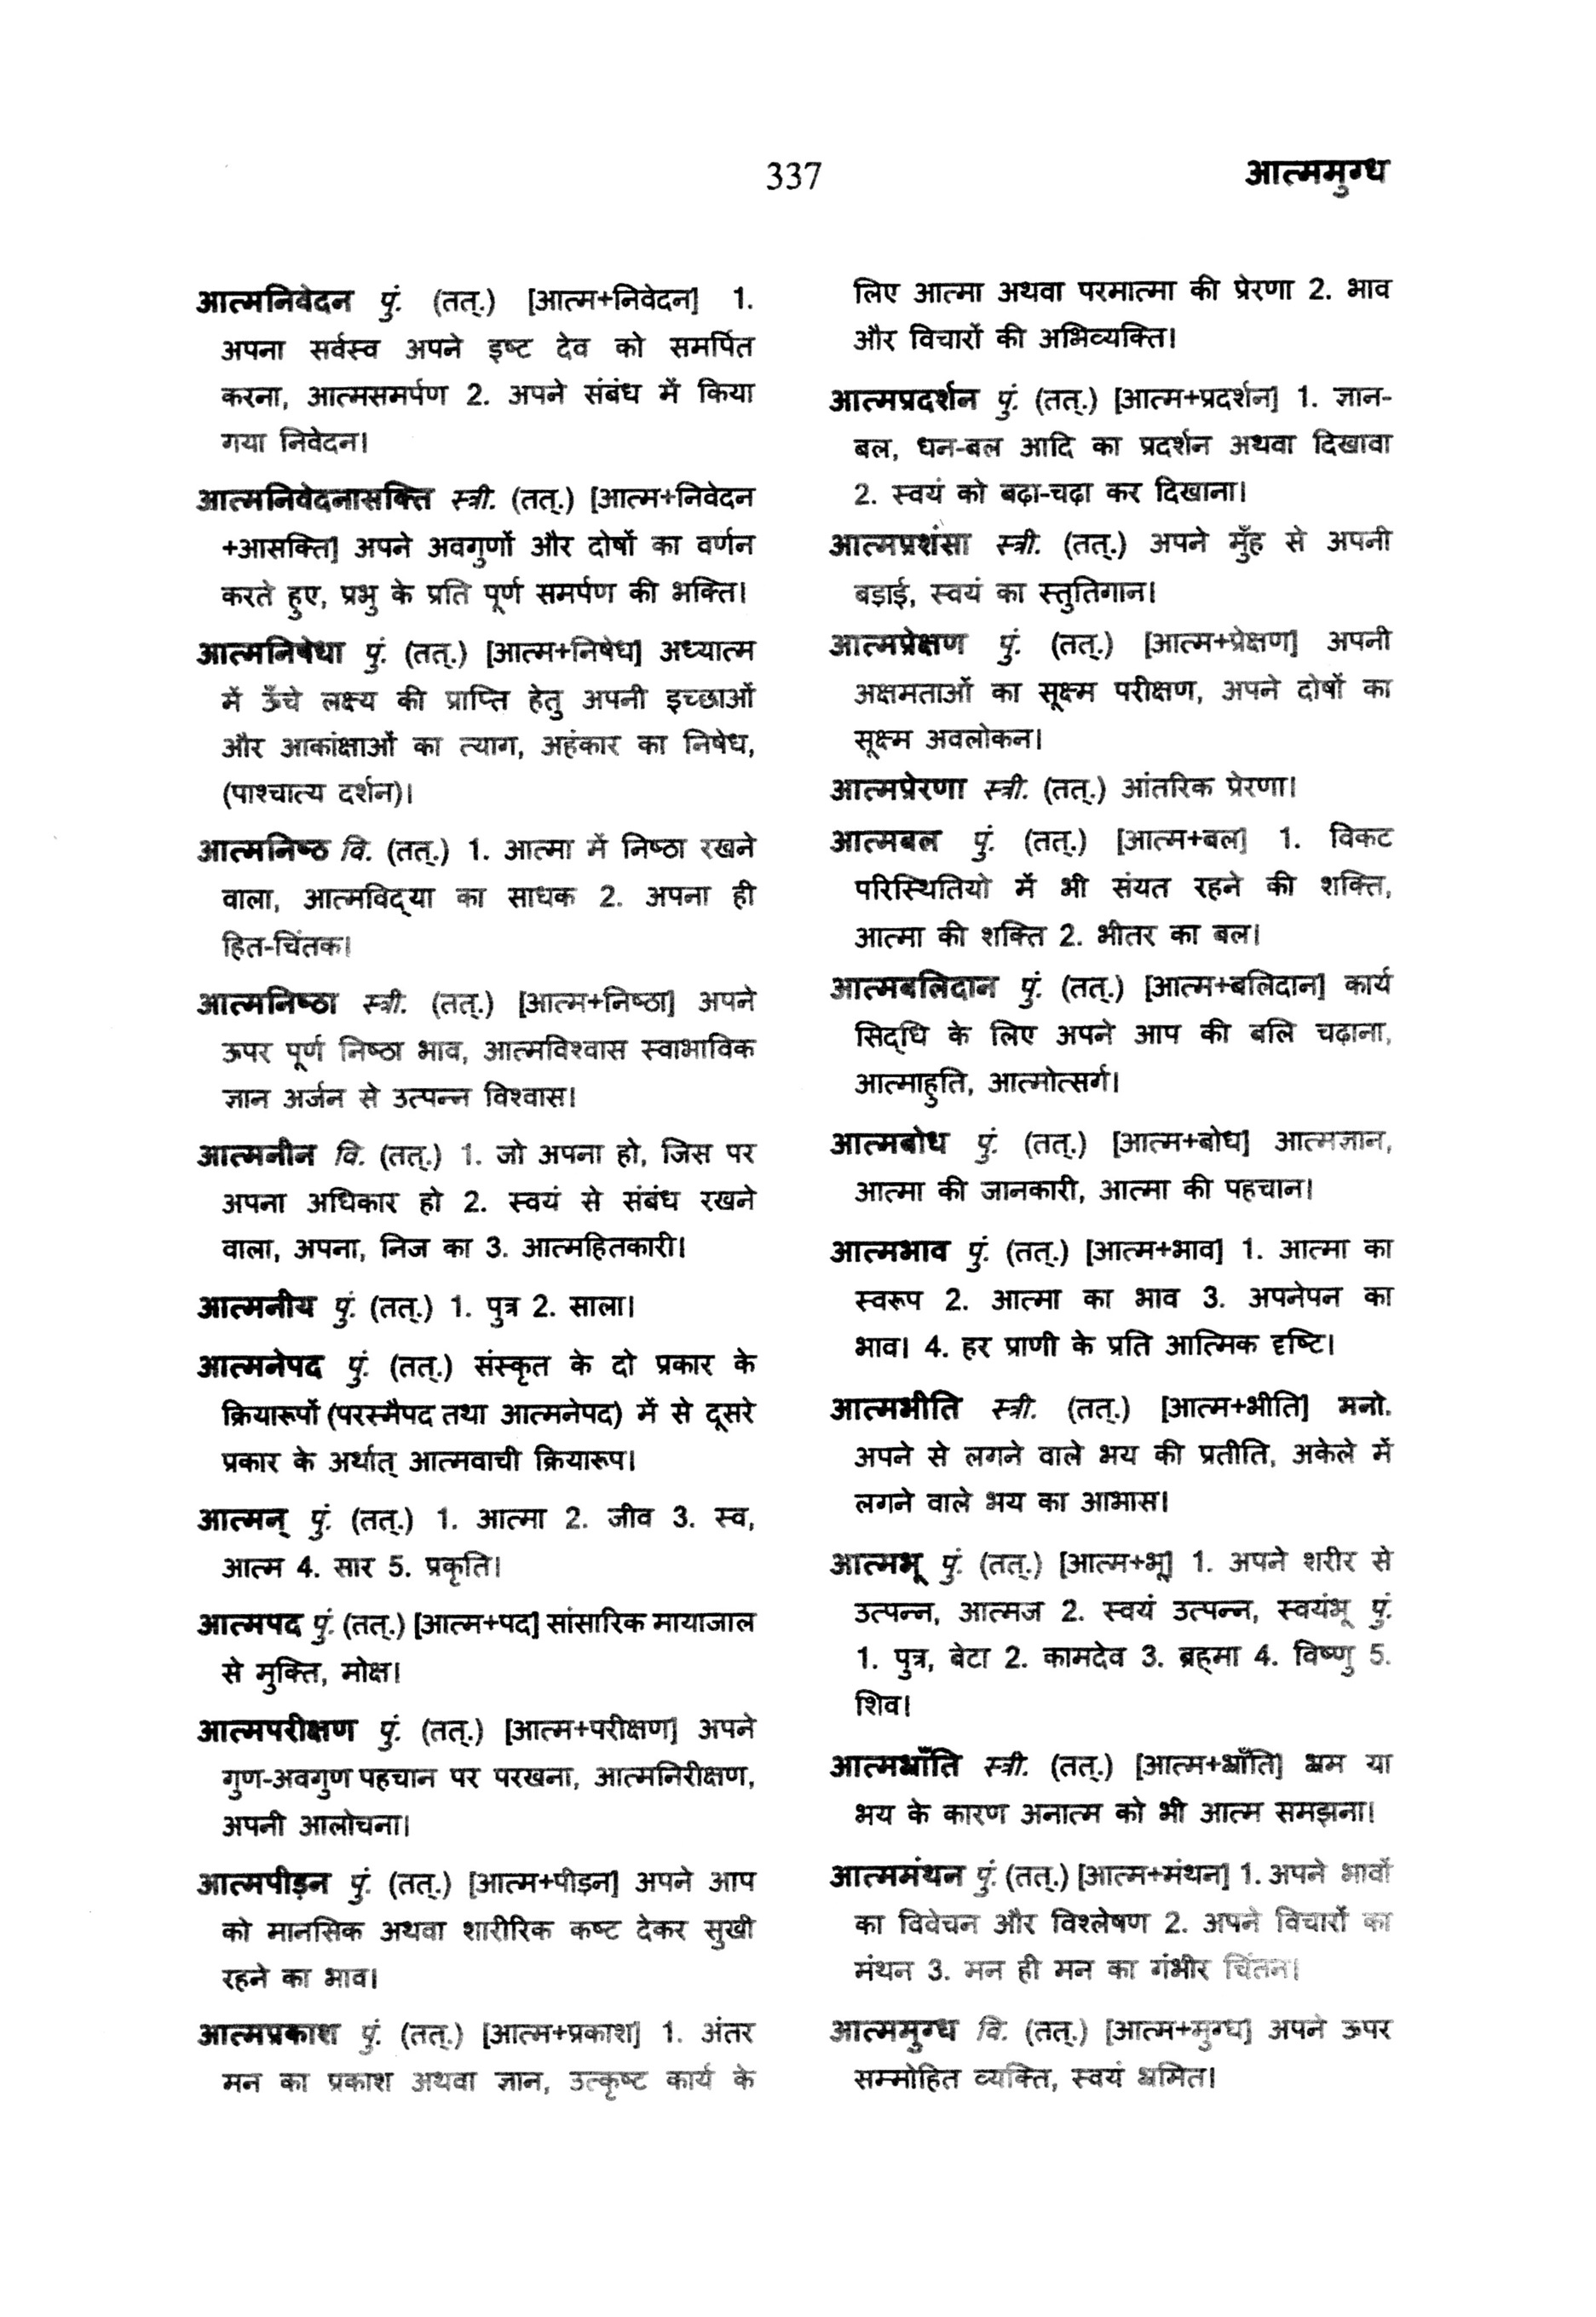 337
आत्ममुग्ध
आत्मनिवेदन पुं. (तत्.) [आत्म+निवेदन] 1.
अपना सर्वस्व अपने इष्ट देव को समर्पित
करना, आत्मसमर्पण 2. अपने संबंध में किया
गया निवेदन।
आत्मनिवेदनासक्ति स्त्री. (तत्.) [आत्म+निवेदन
+आसक्ति] अपने अवगुणों और दोषों का वर्णन
करते हुए, प्रभु के प्रति पूर्ण समर्पण की भक्ति।
आत्मनिषेधा पुं. (तत्.) [आत्म+निषेध] अध्यात्म
में ऊँचे लक्ष्य की प्राप्ति हेतु अपनी इच्छाओं
और आकांक्षाओं का त्याग, अहंकार का निषेध,
(पाश्चात्य दर्शन)।
आत्मनिष्ठ वि. (तत्.) 1. आत्मा में निष्ठा रखने
वाला, आत्मविद्‌या का साधक 2. अपना ही
हित-चिंतक।
आत्मनिष्ठा स्त्री. (तत्.) [आत्म+निष्ठा] अपने
ऊपर पूर्ण निष्ठा भाव, आत्मविश्वास स्वाभाविक
ज्ञान अर्जन से उत्पन्न विश्वास।
आत्मनीन वि. (तत्.) 1. जो अपना हो, जिस पर
अपना अधिकार हो 2. स्वयं से संबंध रखने
वाला, अपना, निज का 3. आत्महितकारी।
आत्मनीय पुं. (तत्.) 1. पुत्र 2. साला।
आत्मनेपद पुं. (तत्.) संस्कृत के दो प्रकार के
क्रियारूपों (परस्मैपद तथा आत्मनेपद) में से दूसरे
प्रकार के अर्थात् आत्मवाची क्रियारूप।
आत्मन् पुं. (तत्.) 1. आत्मा 2. जीव 3. स्व,
आत्म 4. सार 5. प्रकृति।
आत्मपद पुं. (तत्.) [आत्म+पद] सांसारिक मायाजाल
से मुक्ति, मोक्ष।
आत्मपरीक्षण पुं. (तत्.) [आत्म+परीक्षण] अपने
गुण-अवगुण पहचान पर परखना, आत्मनिरीक्षण,
अपनी आलोचना।
आत्मपीड़न पुं. (तत्.) [आत्म+पीड़न] अपने आप
को मानसिक अथवा शारीरिक कष्ट देकर सुखी
रहने का भाव।
आत्मप्रकाश पुं. (तत्.) [आत्म+प्रकाश] 1. अंतर
मन का प्रकाश अथवा ज्ञान, उत्कृष्ट कार्य के
लिए आत्मा अथवा परमात्मा की प्रेरणा 2. भाव
और विचारों की अभिव्यक्ति।
आत्मप्रदर्शन पुं. (तत्.) [आत्म+प्रदर्शन] 1. ज्ञान-
बल, धन-बल आदि का प्रदर्शन अथवा दिखावा
2. स्वयं को बढ़ा-चढ़ा कर दिखाना।
आत्मप्रशंसा स्त्री. (तत्.) अपने मुँह से अपनी
बड़ाई, स्वयं का स्तुतिगान।
आत्मप्रेक्षण पुं. (तत्.) [आत्म+प्रेक्षण] अपनी
अक्षमताओं का सूक्ष्म परीक्षण, अपने दोषों का
सूक्ष्म अवलोकन।
आत्मप्रेरणा स्त्री. (तत्.) आंतरिक प्रेरणा।
आत्मबल पुं. (तत्.) [आत्म+बल] 1. विकट
परिस्थितियो में भी संयत रहने की शक्ति,
आत्मा की शक्ति 2. भीतर का बल।
आत्मबलिदान पुं. (तत्.) [आत्म+बलिदान] कार्य
सिद्‌धि के लिए अपने आप की बलि चढ़ाना,
आत्माहुति, आत्मोत्सर्ग।
आत्मबोध पुं. (तत्.) [आत्म+बोध] आत्मज्ञान,
आत्मा की जानकारी, आत्मा की पहचान।
आत्मभाव पुं. (तत्.) [आत्म+भाव] 1. आत्मा का
स्वरूप 2. आत्मा का भाव 3. अपनेपन का
भाव। 4. हर प्राणी के प्रति आत्मिक दृष्टि।
आत्मभीति स्त्री. (तत्.) [आत्म+भीति] मनो.
अपने से लगने वाले भय की प्रतीति, अकेले में
लगने वाले भय का आभास।
आत्मभू पुं. (तत्.) [आत्म+भू] 1. अपने शरीर से
उत्पन्न, आत्मज 2. स्वयं उत्पन्न, स्वयंभू पुं.
1. पुत्र, बेटा 2. कामदेव 3. ब्रह्‌मा 4. विष्णु 5.
शिव।
आत्मभ्राँति स्त्री. (तत्.) [आत्म+भ्राँति] भ्रम या
भय के कारण अनात्म को भी आत्म समझना।
आत्ममंथन पुं. (तत्.) [आत्म+मंथन] 1. अपने भावों
का विवेचन और विश्लेषण 2. अपने विचारों का
मंथन 3. मन ही मन का गंभीर चिंतन।
आत्ममुग्ध वि. (तत्.) [आत्म+मुग्ध] अपने ऊपर
सम्मोहित व्यक्ति, स्वयं भ्रमित।